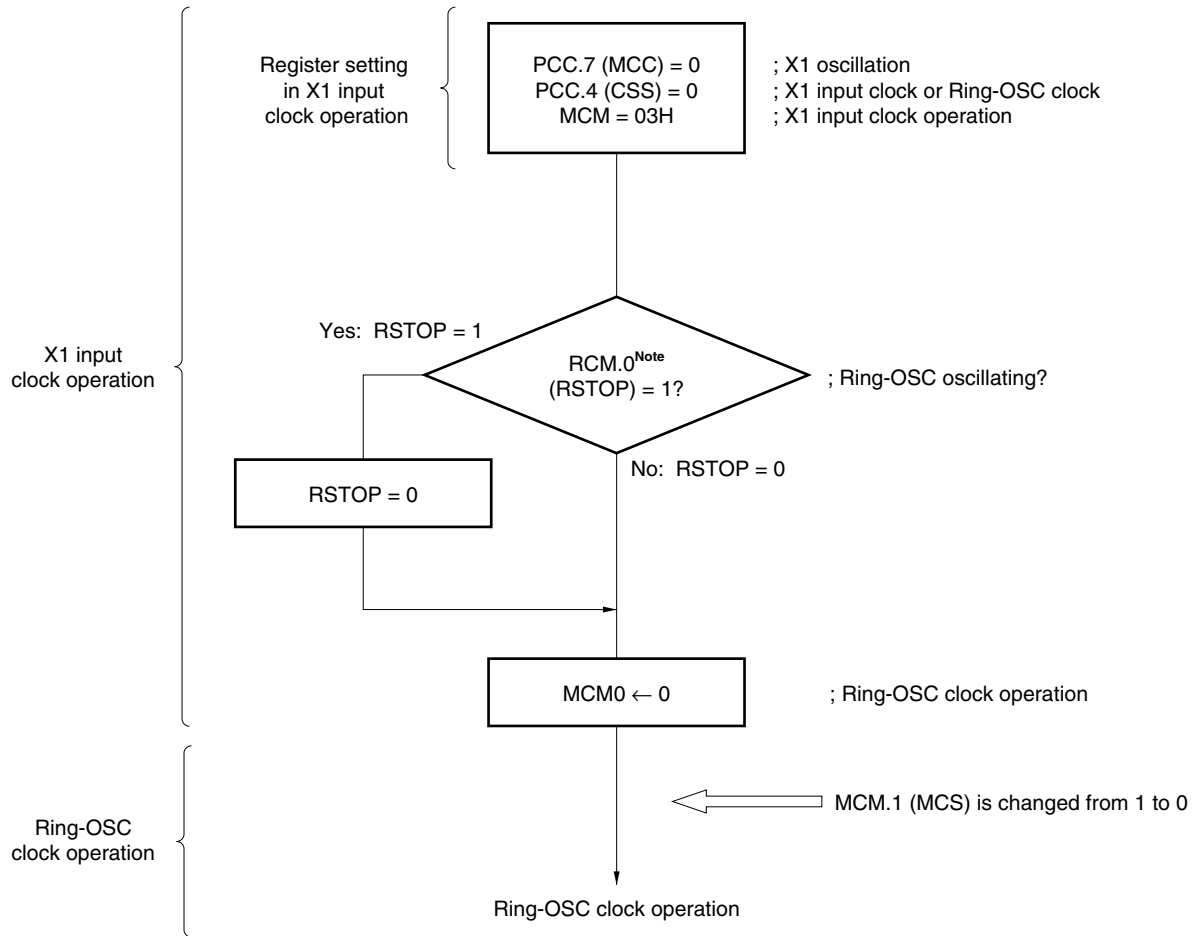 Register setting
in X1 input
clock operation
PCC.7 (MCC) = 0
PCC.4 (CSS) = 0
MCM = 03H
; X1 oscillation
; X1 input clock or Ring-OSC clock
; X1 input clock operation
X1 input
clock operation
Yes: RSTOP = 1
RCM.0Note
(RSTOP) = 1?
; Ring-OSC oscillating?
No: RSTOP = 0
RSTOP = 0
MCM0 ← 0
; Ring-OSC clock operation
MCM.1 (MCS) is changed from 1 to 0
Ring-OSC
clock operation
Ring-OSC clock operation